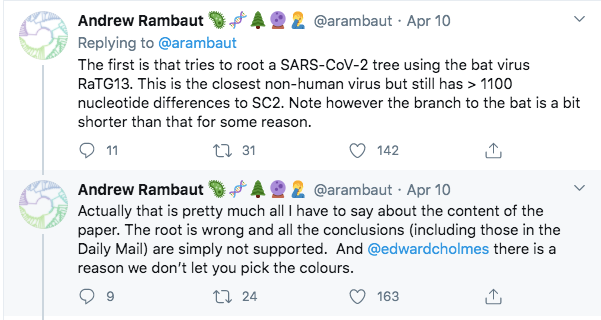 Andrew Rambaut 🦠🧬🌲🔮🤦‍♂️ @arambaut · Apr 10
Replying to @arambaut
The first is that tries to root a SARS-CoV-2 tree using the bat virus
RaTG13. This is the closest non-human virus but still has > 1100
nucleotide differences to SC2. Note however the branch to the bat is a bit
shorter than that for some reason.
11 31 142
Andrew Rambaut 🦠🧬🌲🔮🤦‍♂️ @arambaut · Apr 10
Actually that is pretty much all I have to say about the content of the
paper. The root is wrong and all the conclusions (including those in the
Daily Mail) are simply not supported.  And @edwardcholmes there is a
reason we don't let you pick the colours.
9 24 163